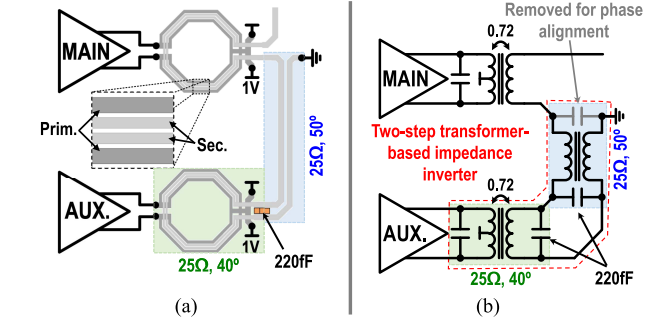 MAIN
1V
Prim.
Sec.
25Ω, 50°
AUX.
1V
25Ω, 40°
220fF
(a)
Removed for phase
alignment
0.72
MAIN
Two-step transformer-
based impedance
inverter
25Ω, 50°
0.72
AUX.
25Ω, 40°
220fF
(b)